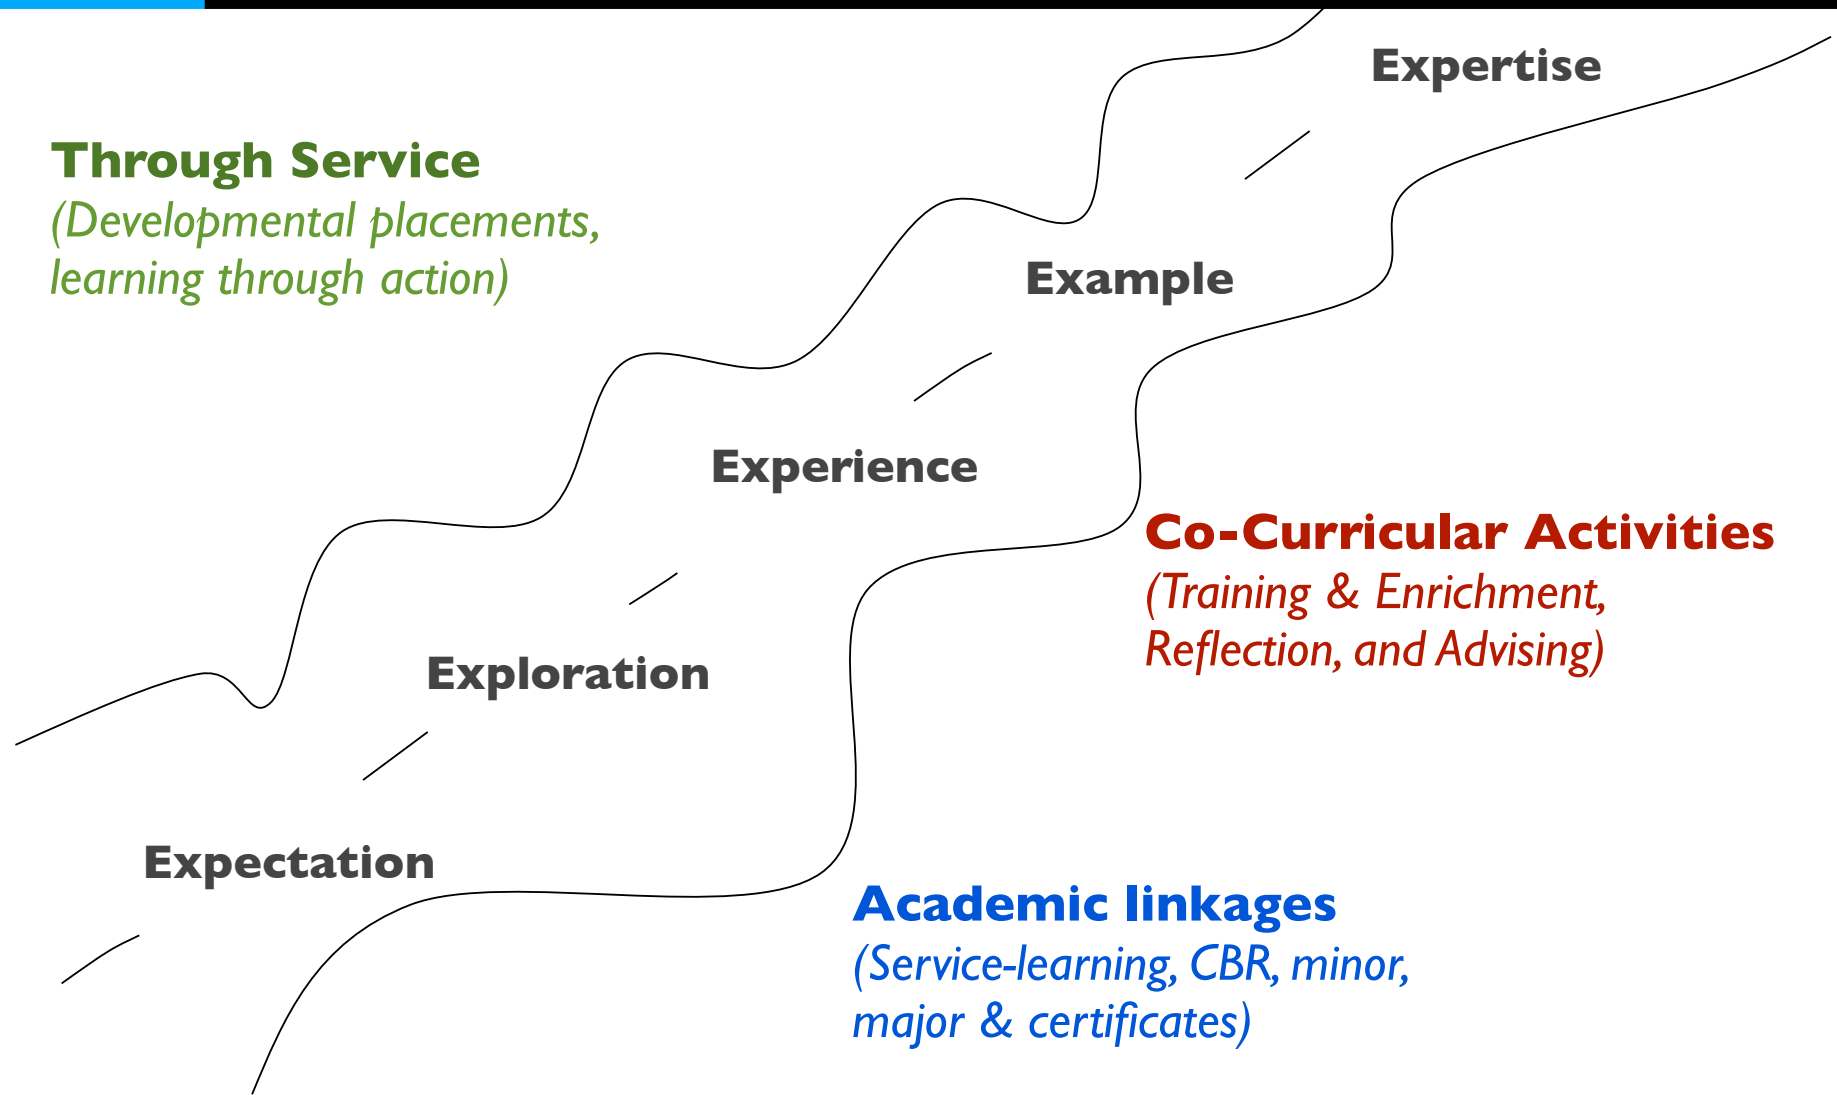 Expertise
Through Service
(Developmental placements,
learning through action)
Example
Experience
Co-Curricular Activities
(Training & Enrichment,
Reflection, and Advising)
Exploration
Expectation
Academic linkages
(Service-learning, CBR, minor,
major & certificates)